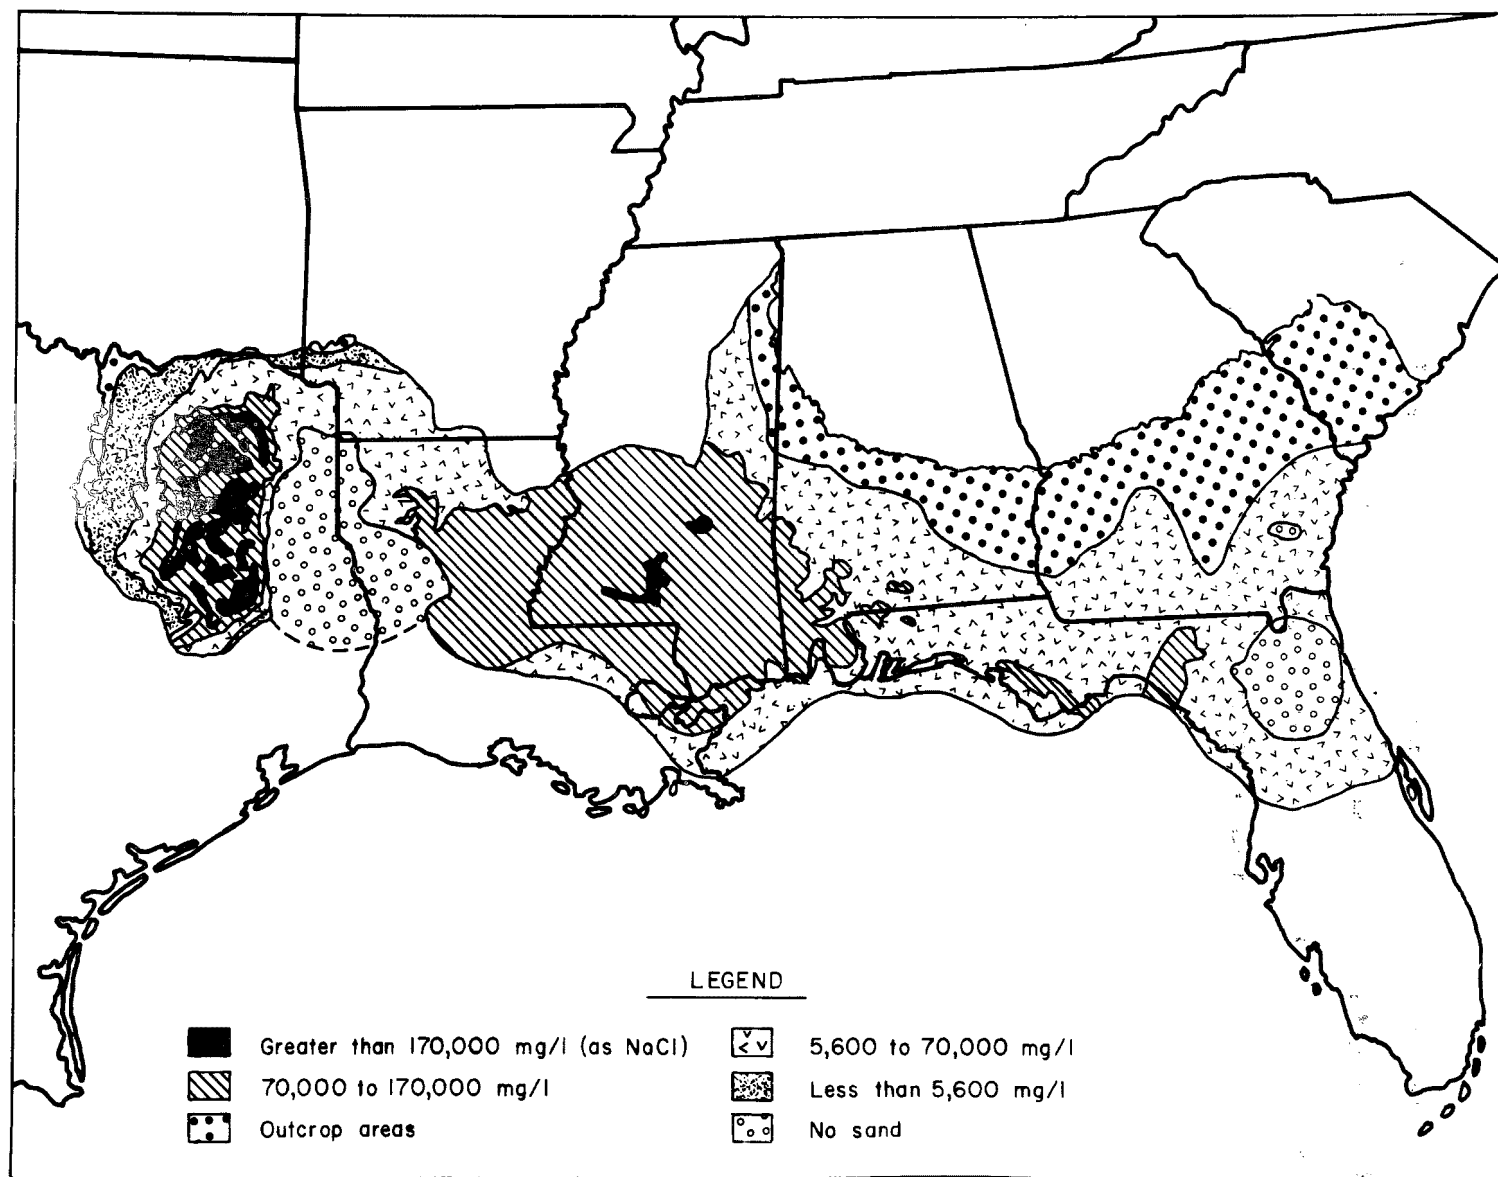 LEGEND
Greater than 170,000 mg/l (as NaCl)
70,000 to 170,000 mg/l
Outcrop areas
5,600 to 70,000 mg/l
Less than 5,600 mg/l
No sand